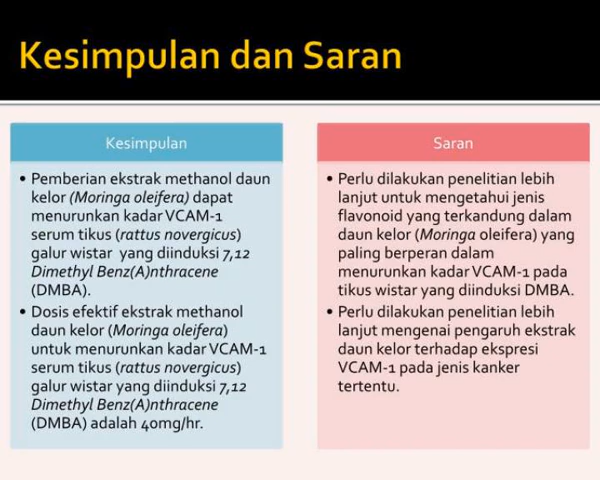 Kesimpulan dan Saran
Kesimpulan
• Pemberian ekstrak methanol daun
kelor (Moringa oleifera) dapat
menurunkan kadar VCAM-1
serum tikus (rattus novergicus)
galur wistar yang diinduksi 7,12
Dimethyl Benz(A)nthracene
(DMBA).
• Dosis efektif ekstrak methanol
daun kelor (Moringa oleifera)
untuk menurunkan kadar VCAM-1
serum tikus (rattus novergicus)
galur wistar yang diinduksi 7,12
Dimethyl Benz(A)nthracene
(DMBA) adalah 40mg/hr.
Saran
• Perlu dilakukan penelitian lebih
lanjut untuk mengetahui jenis
flavonoid yang terkandung dalam
daun kelor (Moringa oleifera) yang
paling berperan dalam
menurunkan kadar VCAM-1 pada
tikus wistar yang diinduksi DMBA.
• Perlu dilakukan penelitian lebih
lanjut mengenai pengaruh ekstrak
daun kelor terhadap ekspresi
VCAM-1 pada jenis kanker
tertentu.